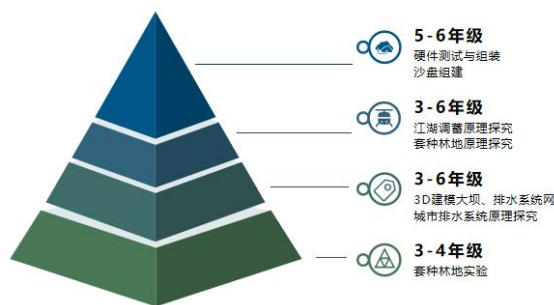 5-6年级
硬件测试与组装
沙盘组建
3-6年级
江湖调蓄原理探究
套种林地原理探究
3-6年级
3D建模大坝、排水系统网
城市排水系统原理探究
3-4年级
套种林地实验